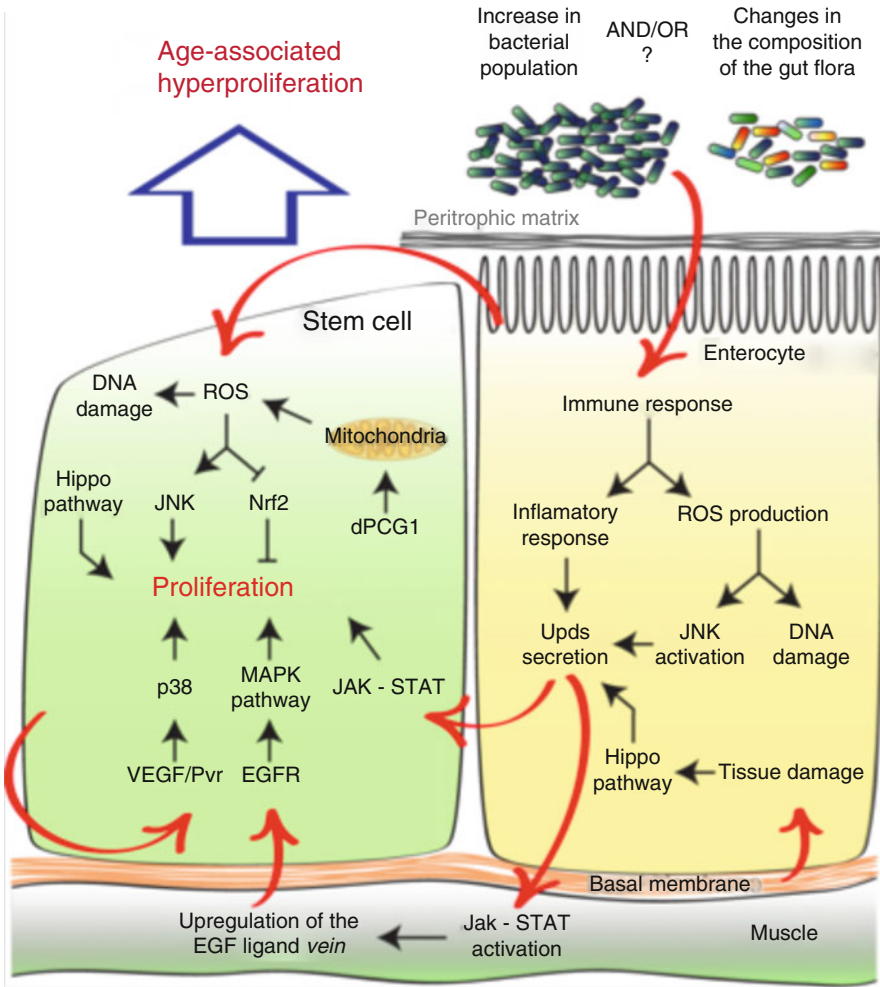 Age-associated
hyperproliferation
Increase in
bacterial
population
AND/OR
?
Changes in
the composition
of the gut flora
Peritrophic matrix
Stem cell
DNA
damage
ROS
Mitochondria
Hippo
pathway
JNK
Nrf2
dPCG1
Proliferation
p38
MAPK
pathway
JAK - STAT
VEGF/Pvr
EGFR
Enterocyte
Immune response
Inflamatory
response
ROS production
Upds
secretion
JNK
activation
DNA
damage
Hippo
pathway
Tissue damage
Basal membrane
Upregulation of the
EGF ligand vein
Jak - STAT
activation
Muscle